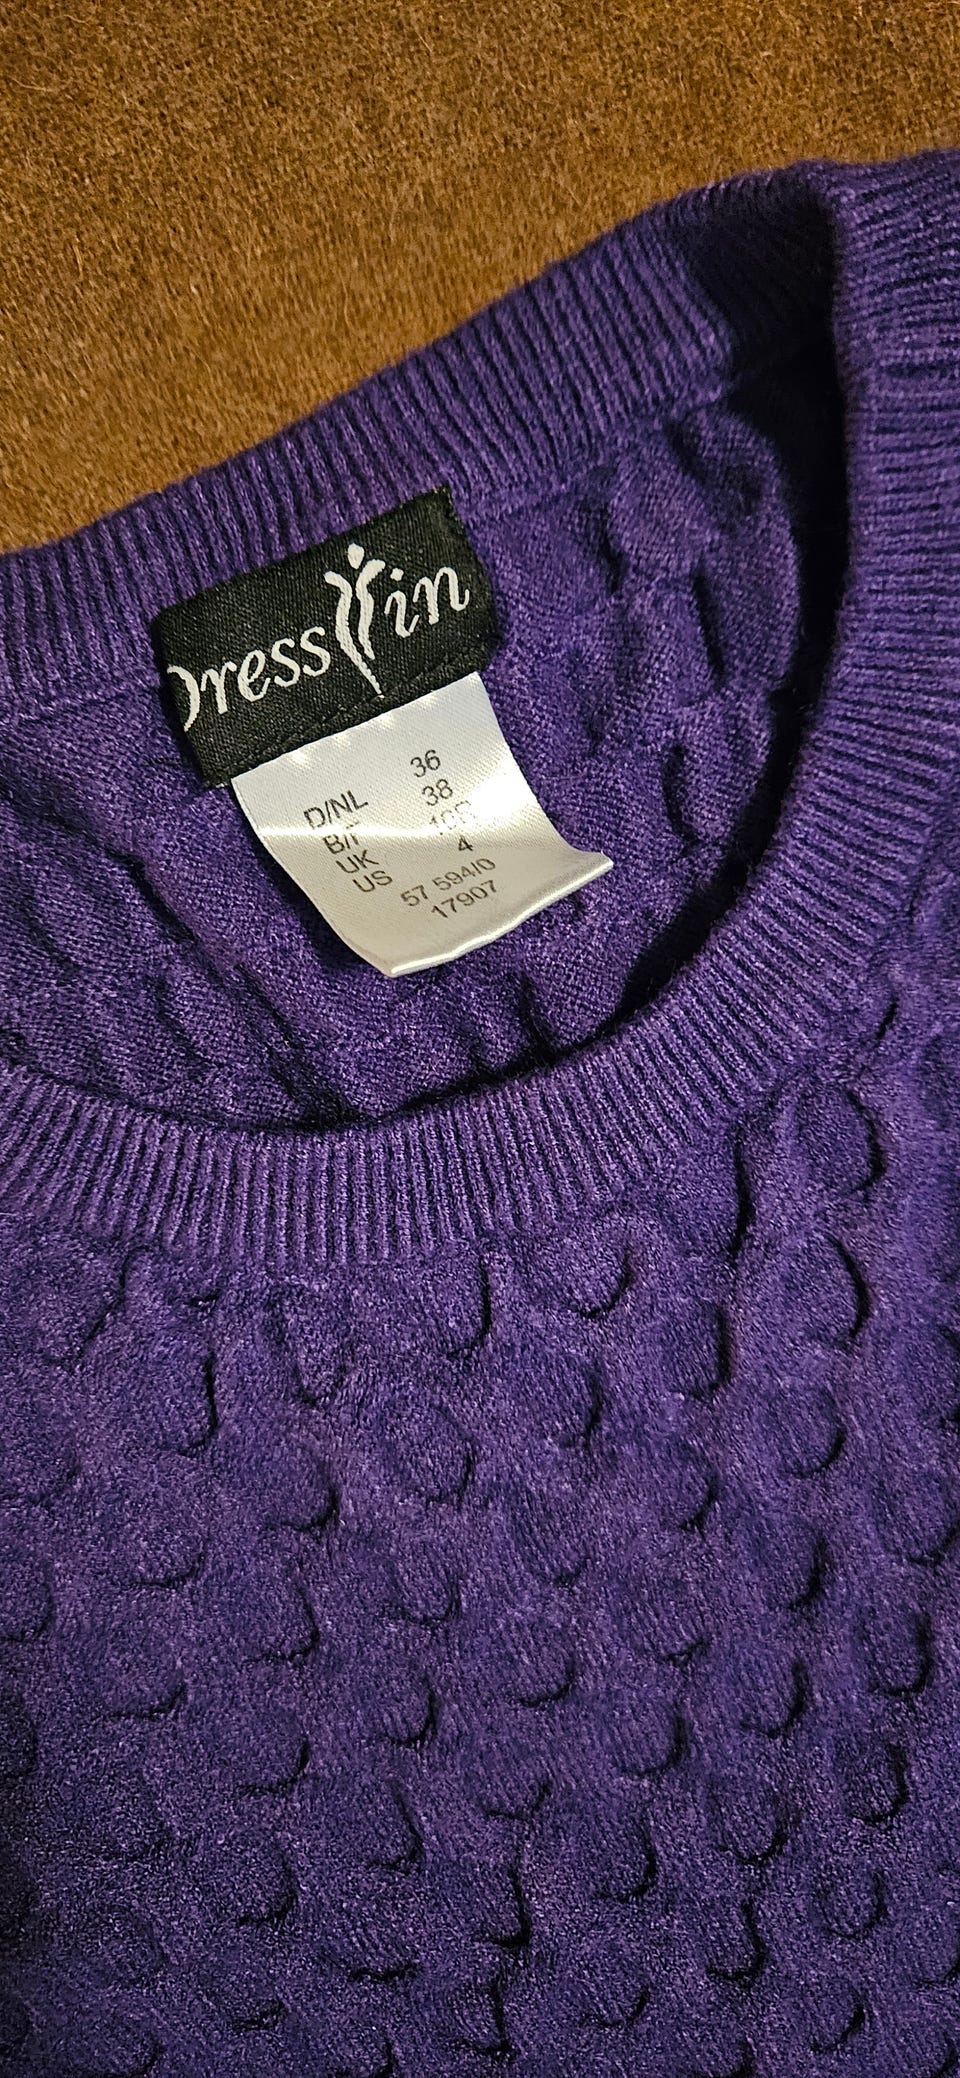 Dress in
D/NL 36
B/F 38
UK
US 4
57 594/0
17907